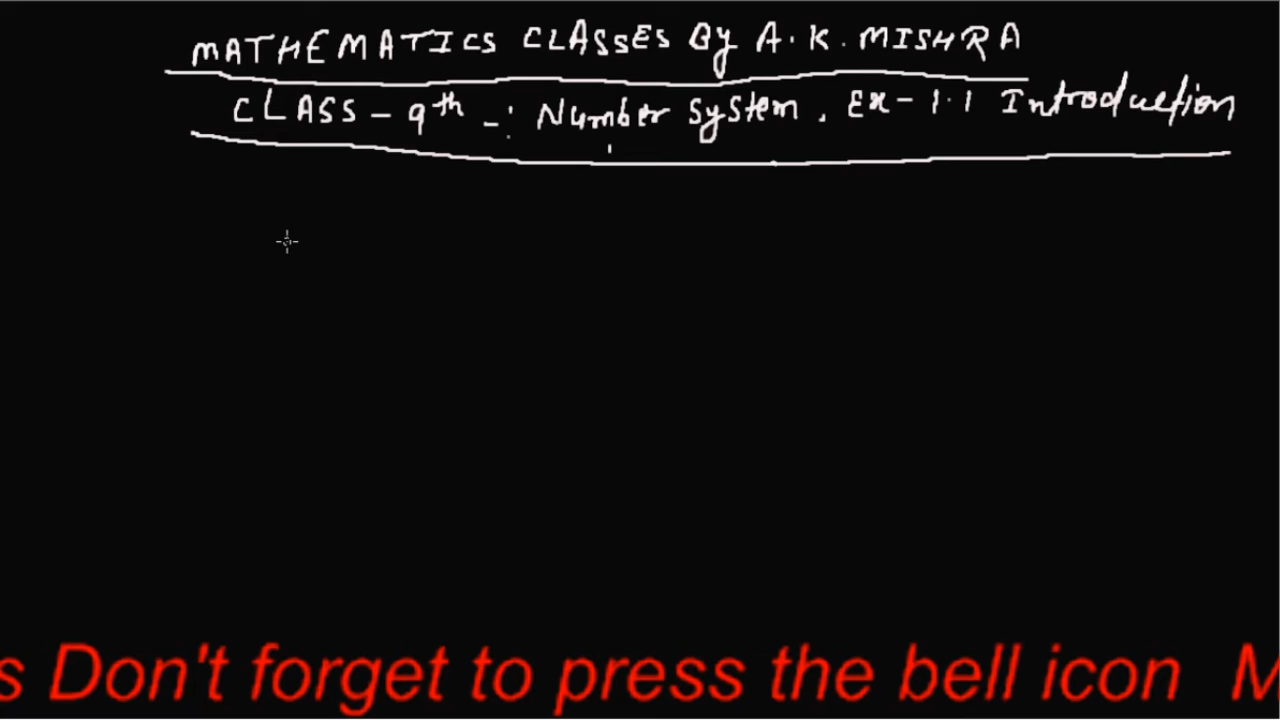 MATHEMATICS CLASSES By A.K. MISHRA
CLASS - 9th -: Number System. Ex - 1.1 Introduction
s Don't forget to press the bell icon M